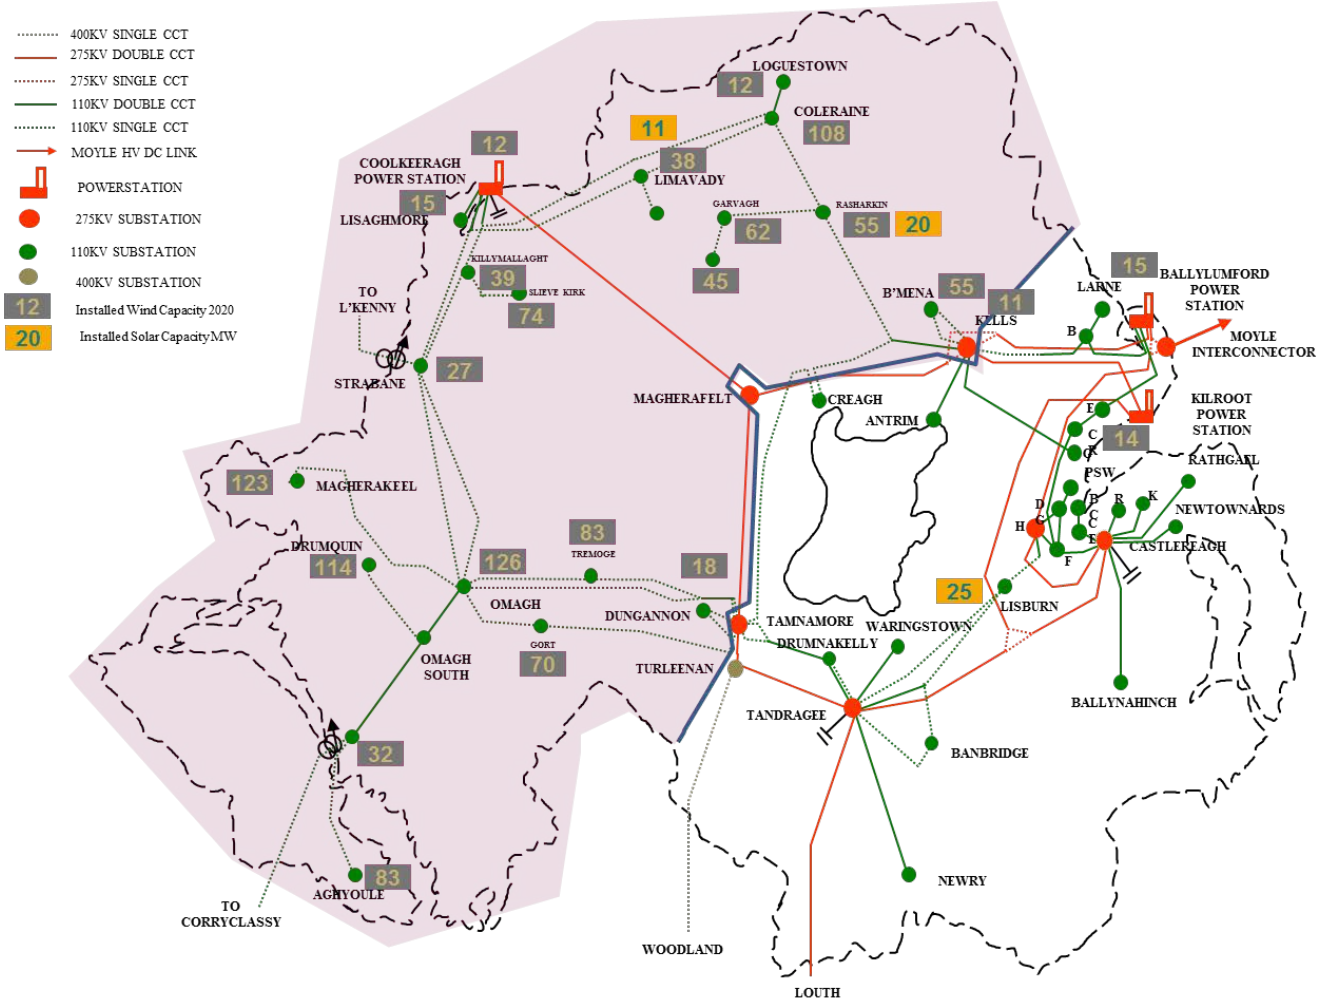 400KV SINGLE CCT
275KV DOUBLE CCT
275KV SINGLE CCT
110KV DOUBLE CCT
110KV SINGLE CCT
MOYLE HV DC LINK
POWERSTATION
275KV SUBSTATION
110KV SUBSTATION
400KV SUBSTATION
12 Installed Wind Capacity 2020
20 Installed Solar Capacity MW
LOGUESTOWN
12
COLERAINE
108
11
38
LIMAVADY
12
COOLKEERAGH
POWER STATION
15
LISAGHMORE
GARVAGH
62
45
RASHARKIN
55
20
KILLYMALLAGHT
39
SLIEVE KIRK
74
TO
L'KENNY
STRABANE
27
B'MENA
55
11
KELLS
15
BALLYLUMFORD
POWER
STATION
LARNE
B
MOYLE
INTERCONNECTOR
MAGHERAFELT
CREAGH
ANTRIM
KILROOT
POWER
STATION
E
C
R
G
14
PSW
RATHGAEL
123
MAGHERAKEEL
D
G
H
B
C
C
E
R
K
NEWTOWNARDS
CASTLEREAGH
F
DRUMQUIN
114
83
TREMOGE
126
OMAGH
18
DUNGANNON
TAMNAMORE
25
LISBURN
WARINGSTOWN
DRUMNAKELLY
GORT
70
OMAGH
SOUTH
TURLEENAN
TANDRAGEE
BALLYNAHINCH
BANBRIDGE
32
83
AGHYOULE
TO
CORRYCLASSY
NEWRY
WOODLAND
LOUTH